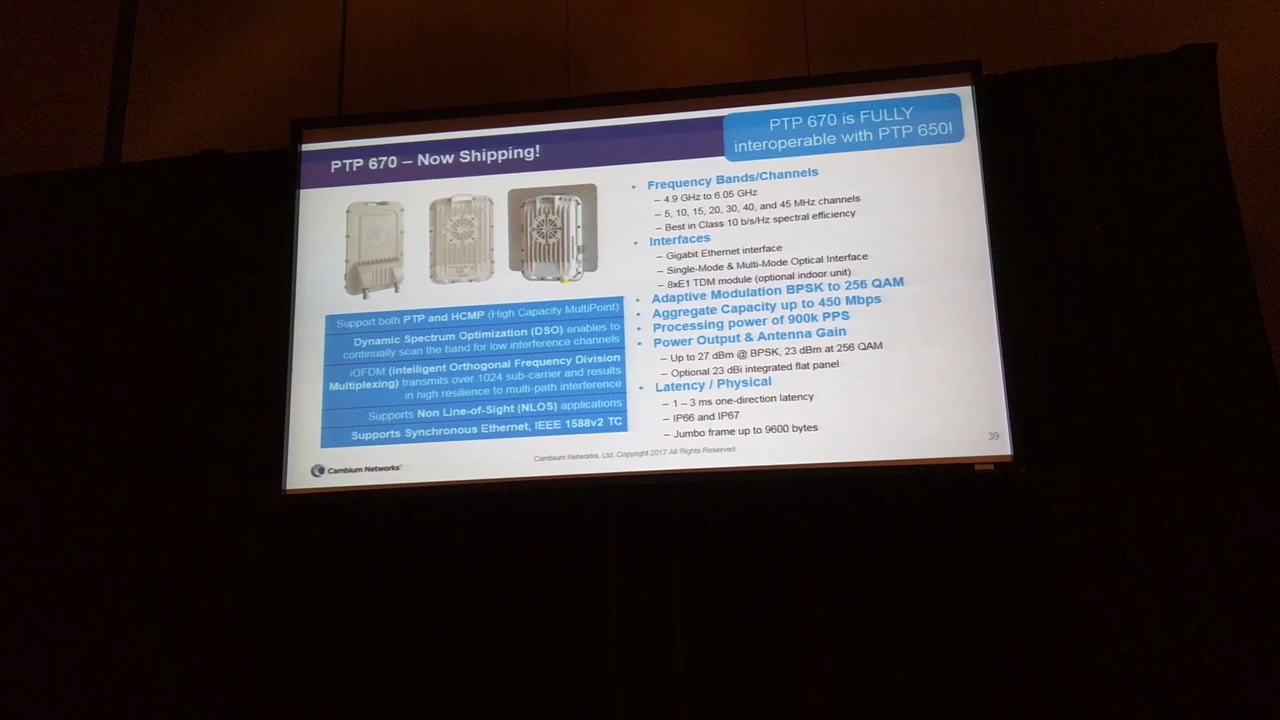 PTP 670 – Now Shipping!
PTP 670 is FULLY
interoperable with PTP 650!
Support both PTP and HCMP (High Capacity MultiPoint)
Dynamic Spectrum Optimization (DSO) enables to
continually scan the band for low interference channels
iOFDM (intelligent Orthogonal Frequency Division
Multiplexing) transmits over 1024 sub-carrier and results
in high resilience to multi-path interference
Supports Non Line-of-Sight (NLOS) applications
Supports Synchronous Ethernet, IEEE 1588v2 TC
• Frequency Bands/Channels
– 4.9 GHz to 6.05 GHz
– 5, 10, 15, 20, 30, 40, and 45 MHz channels
– Best in Class 10 b/s/Hz spectral efficiency
• Interfaces
– Gigabit Ethernet interface
– Single-Mode & Multi-Mode Optical Interface
– 8xE1 TDM module (optional indoor unit)
• Adaptive Modulation BPSK to 256 QAM
• Aggregate Capacity up to 450 Mbps
• Processing power of 900k PPS
• Power Output & Antenna Gain
– Up to 27 dBm @ BPSK, 23 dBm at 256 QAM
– Optional 23 dBi integrated flat panel
• Latency / Physical
– 1 – 3 ms one-direction latency
– IP66 and IP67
– Jumbo frame up to 9600 bytes
Cambium Networks™
Cambium Networks, Ltd. Copyright 2017 All Rights Reserved
39